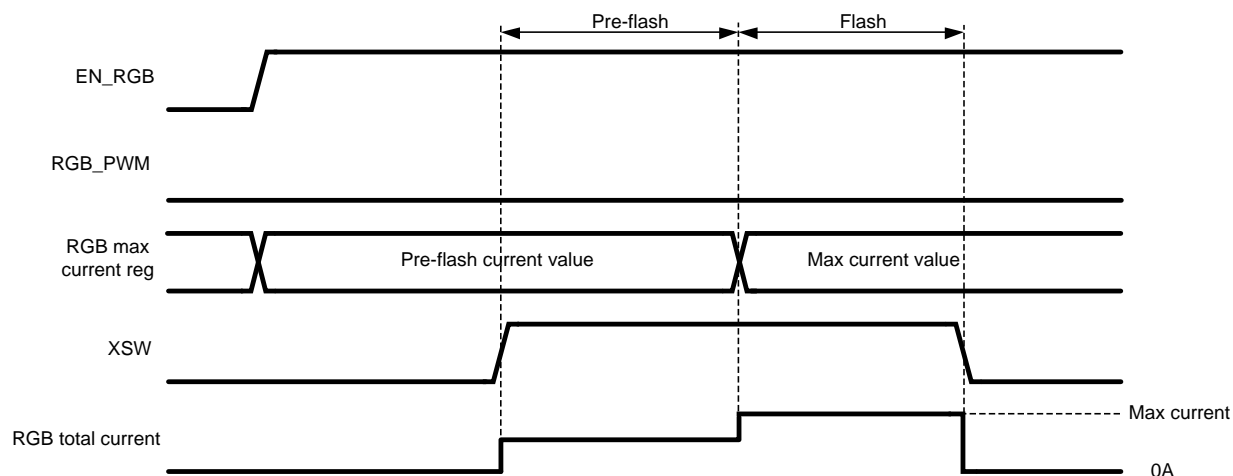 Pre-flash Flash
EN_RGB
RGB_PWM
RGB max
current reg
Pre-flash current value Max current value
XSW
Max current
RGB total current
0A